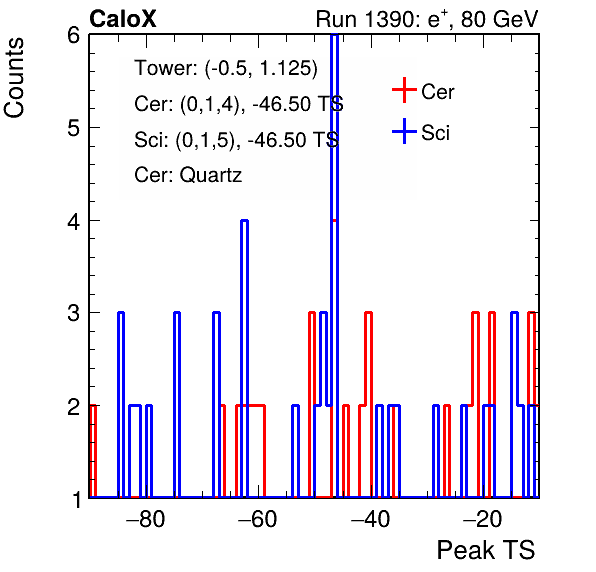 CaloX Run 1390: e+, 80 GeV
Counts
6
5
4
3
2
1
Tower: (-0.5, 1.125)
Cer: (0,1,4), -46.50 TS
Sci: (0,1,5), -46.50 TS
Cer: Quartz
Cer
Sci
−80 −60 −40 −20
Peak TS